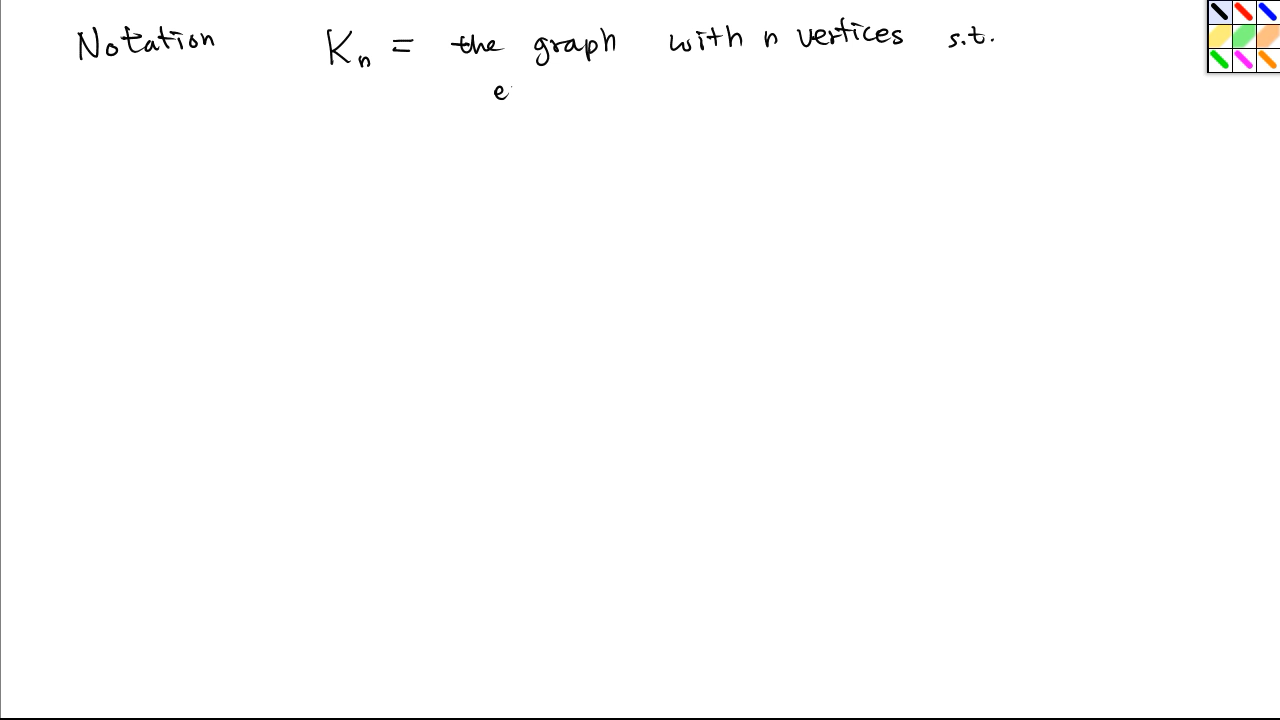 Notation Kn = the graph with n vertices s.t.
e